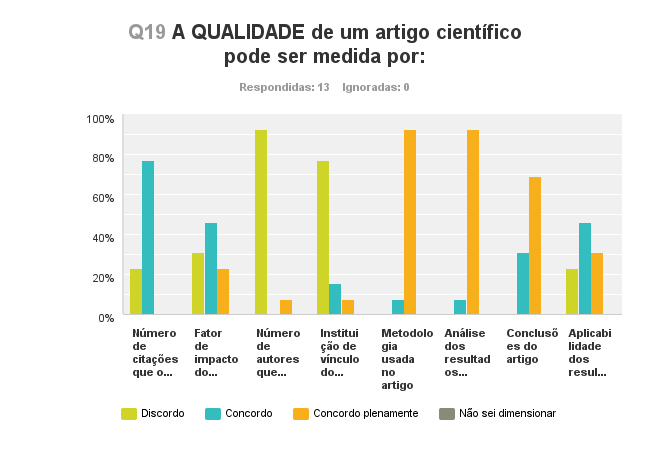 Q19 A QUALIDADE de um artigo científico
pode ser medida por:
Respondidas: 13 Ignoradas: 0
100%
80%
60%
40%
20%
0%
Número
de
citações
que o...
Fator
de
impacto
do...
Número
de
autores
que...
Institui
ção de
vínculo
do...
Metodolo
gia
usada
no
artigo
Análise
dos
resultad
os...
Conclusõ
es do
artigo
Aplicabi
lidade
dos
resul...
Discordo
Concordo
Concordo plenamente
Não sei dimensionar